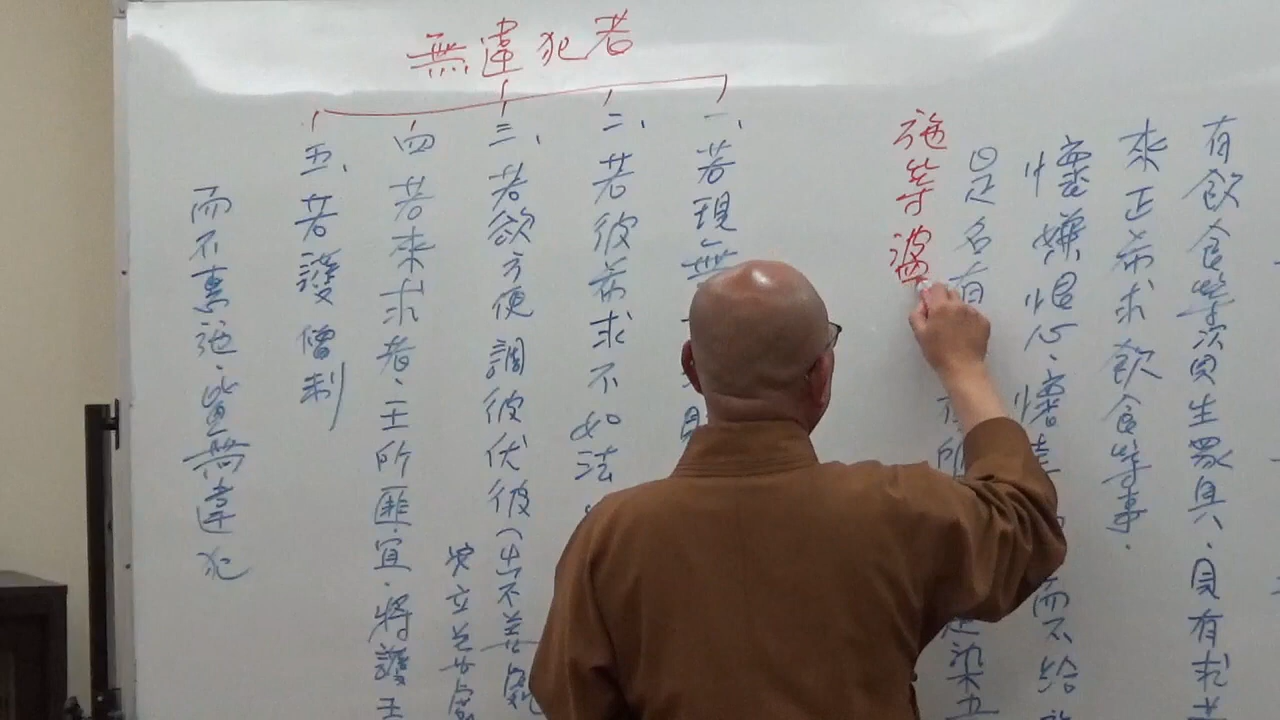 有飲食等資生眾具．見有求者
來正希求飲食等事．
懷嫌恨心．懷恚
而不給
是名有
是染
施等波
無違犯者
一、若現無
二、若彼希求不如法
三、若欲方便調彼伏彼（出不善處
安立善處
四 若來求者．王所匪宜．將護王
五、若護僧制
而不惠施．皆無違犯